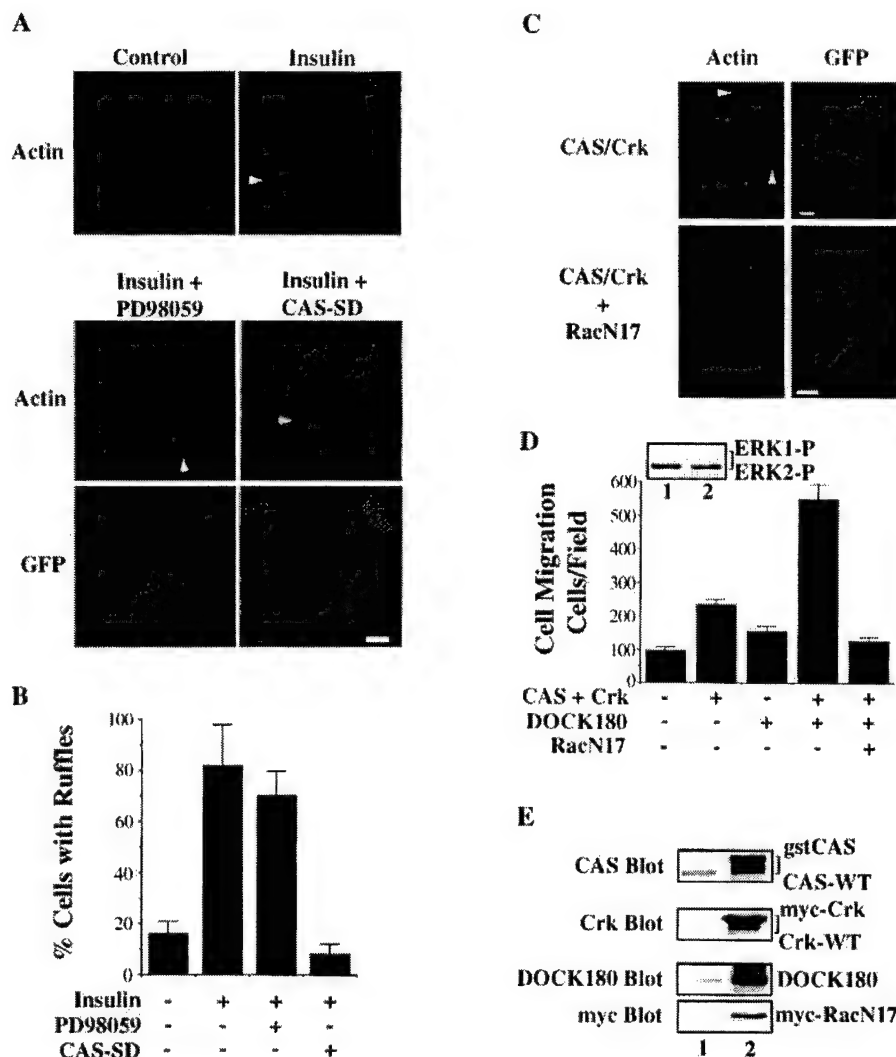 A
Control Insulin
Actin
Insulin + PD98059 Insulin + CAS-SD
Actin
GFP
B
% Cells with Ruffles
100
80
60
40
20
0
Insulin - + + +
PD98059 - - + -
CAS-SD - - - +
C
Actin GFP
CAS/Crk
CAS/Crk + RacN17
D
ERK1-P
ERK2-P
1 2
Cell Migration
Cells/Field
600
500
400
300
200
100
0
CAS + Crk - + - + +
DOCK180 - - + + +
RacN17 - - - - +
E
CAS Blot gstCAS
CAS-WT
Crk Blot myc-Crk
Crk-WT
DOCK180 Blot DOCK180
myc Blot myc-RacN17
1 2